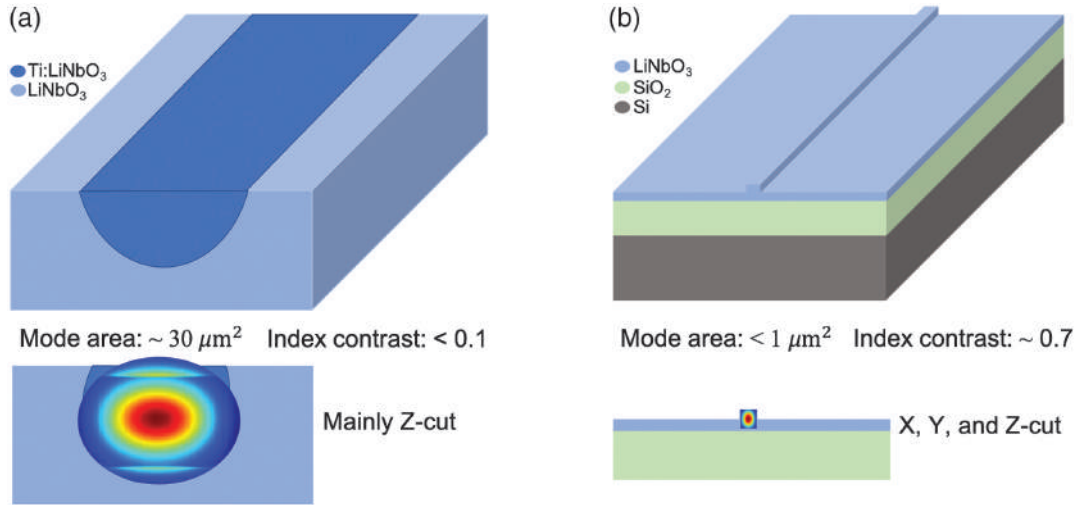 (a)
Ti:LiNbO₃
LiNbO₃
Mode area: ~ 30 μm² Index contrast: < 0.1
Mainly Z-cut
(b)
LiNbO₃
SiO₂
Si
Mode area: < 1 μm² Index contrast: ~ 0.7
X, Y, and Z-cut